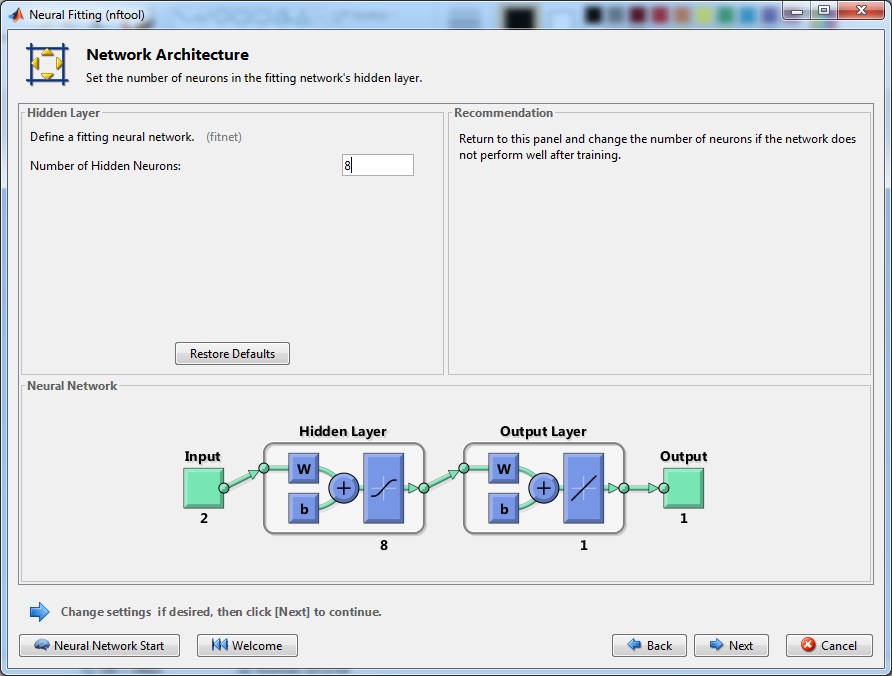 Neural Fitting (nftool)
Network Architecture
Set the number of neurons in the fitting network's hidden layer.
Hidden Layer
Define a fitting neural network. (fitnet)
Number of Hidden Neurons: 8
Restore Defaults
Recommendation
Return to this panel and change the number of neurons if the network does
not perform well after training.
Neural Network
Hidden Layer
Output Layer
Input
Output
W
W
b
b
2
1
8
1
Change settings if desired, then click [Next] to continue.
Neural Network Start
Welcome
Back
Next
Cancel